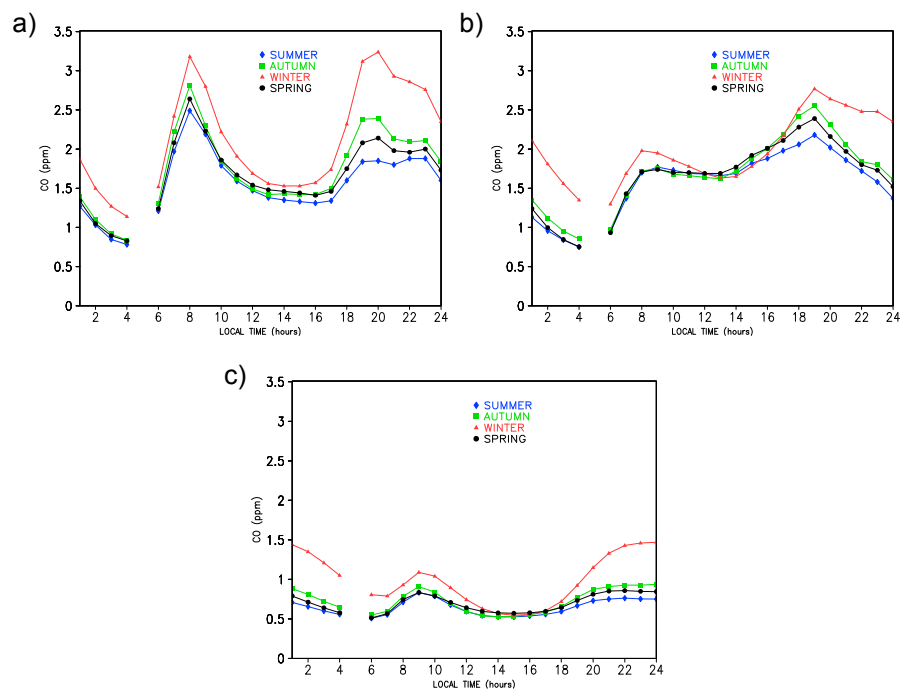 a)
3.5
3
2.5
2
1.5
1
0.5
0
CO (ppm)
SUMMER
AUTUMN
WINTER
SPRING
2 4 6 8 10 12 14 16 18 20 22 24
LOCAL TIME (hours)
b)
3.5
3
2.5
2
1.5
1
0.5
0
CO (ppm)
SUMMER
AUTUMN
WINTER
SPRING
2 4 6 8 10 12 14 16 18 20 22 24
LOCAL TIME (hours)
c)
3.5
3
2.5
2
1.5
1
0.5
0
CO (ppm)
SUMMER
AUTUMN
WINTER
SPRING
2 4 6 8 10 12 14 16 18 20 22 24
LOCAL TIME (hours)